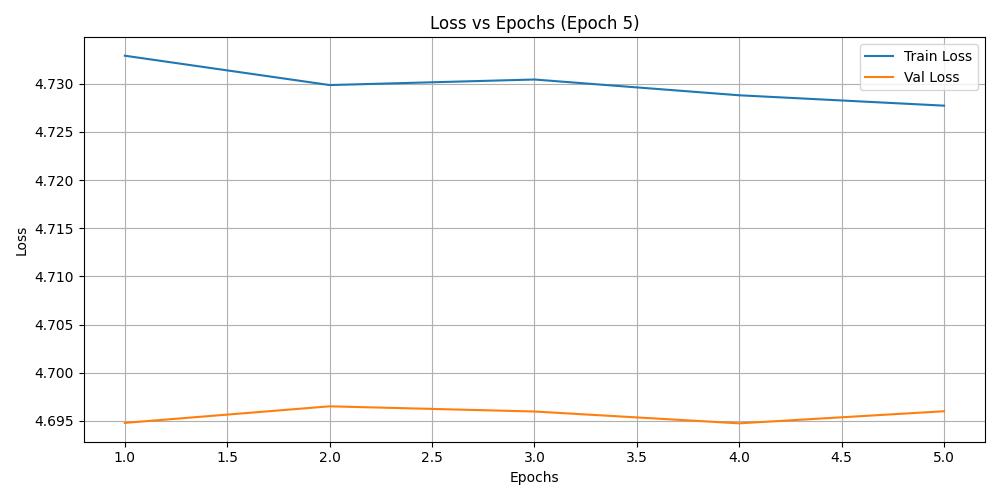 Loss vs Epochs (Epoch 5)
Train Loss
Val Loss
4.730
4.725
4.720
4.715
4.710
4.705
4.700
4.695
Loss
1.0 1.5 2.0 2.5 3.0 3.5 4.0 4.5 5.0
Epochs